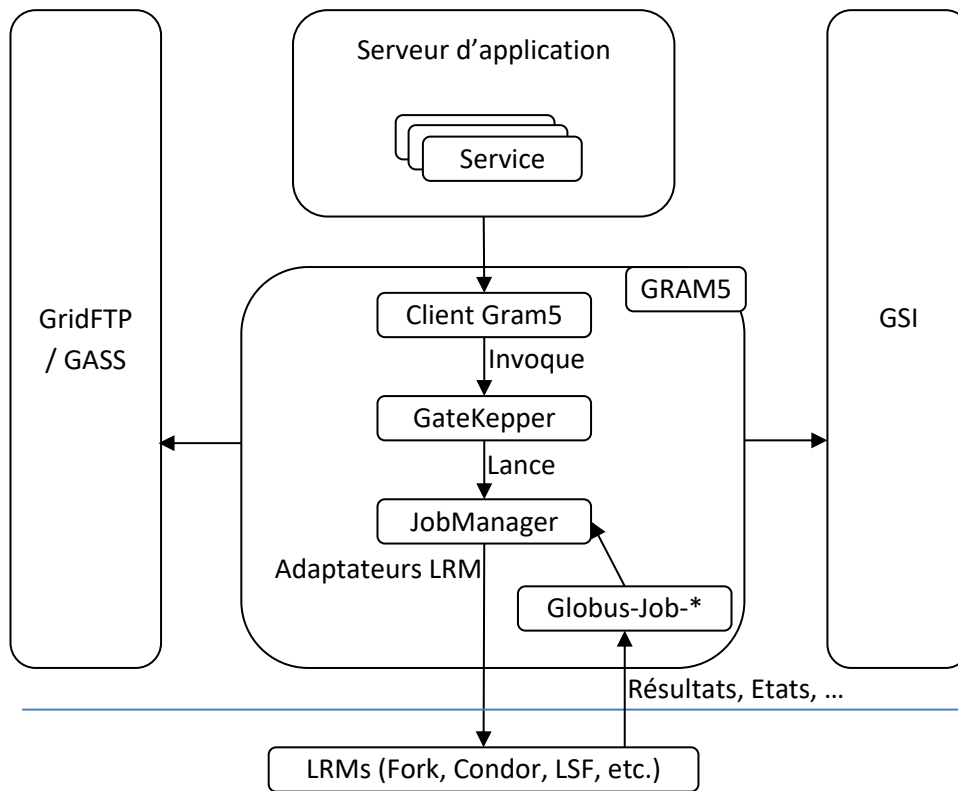 Serveur d’application
Service
GRAM5
Client Gram5
GridFTP
/ GASS
GSI
Invoque
GateKepper
Lance
JobManager
Adaptateurs LRM
Globus-Job-*
Résultats, Etats, ...
LRMs (Fork, Condor, LSF, etc.)